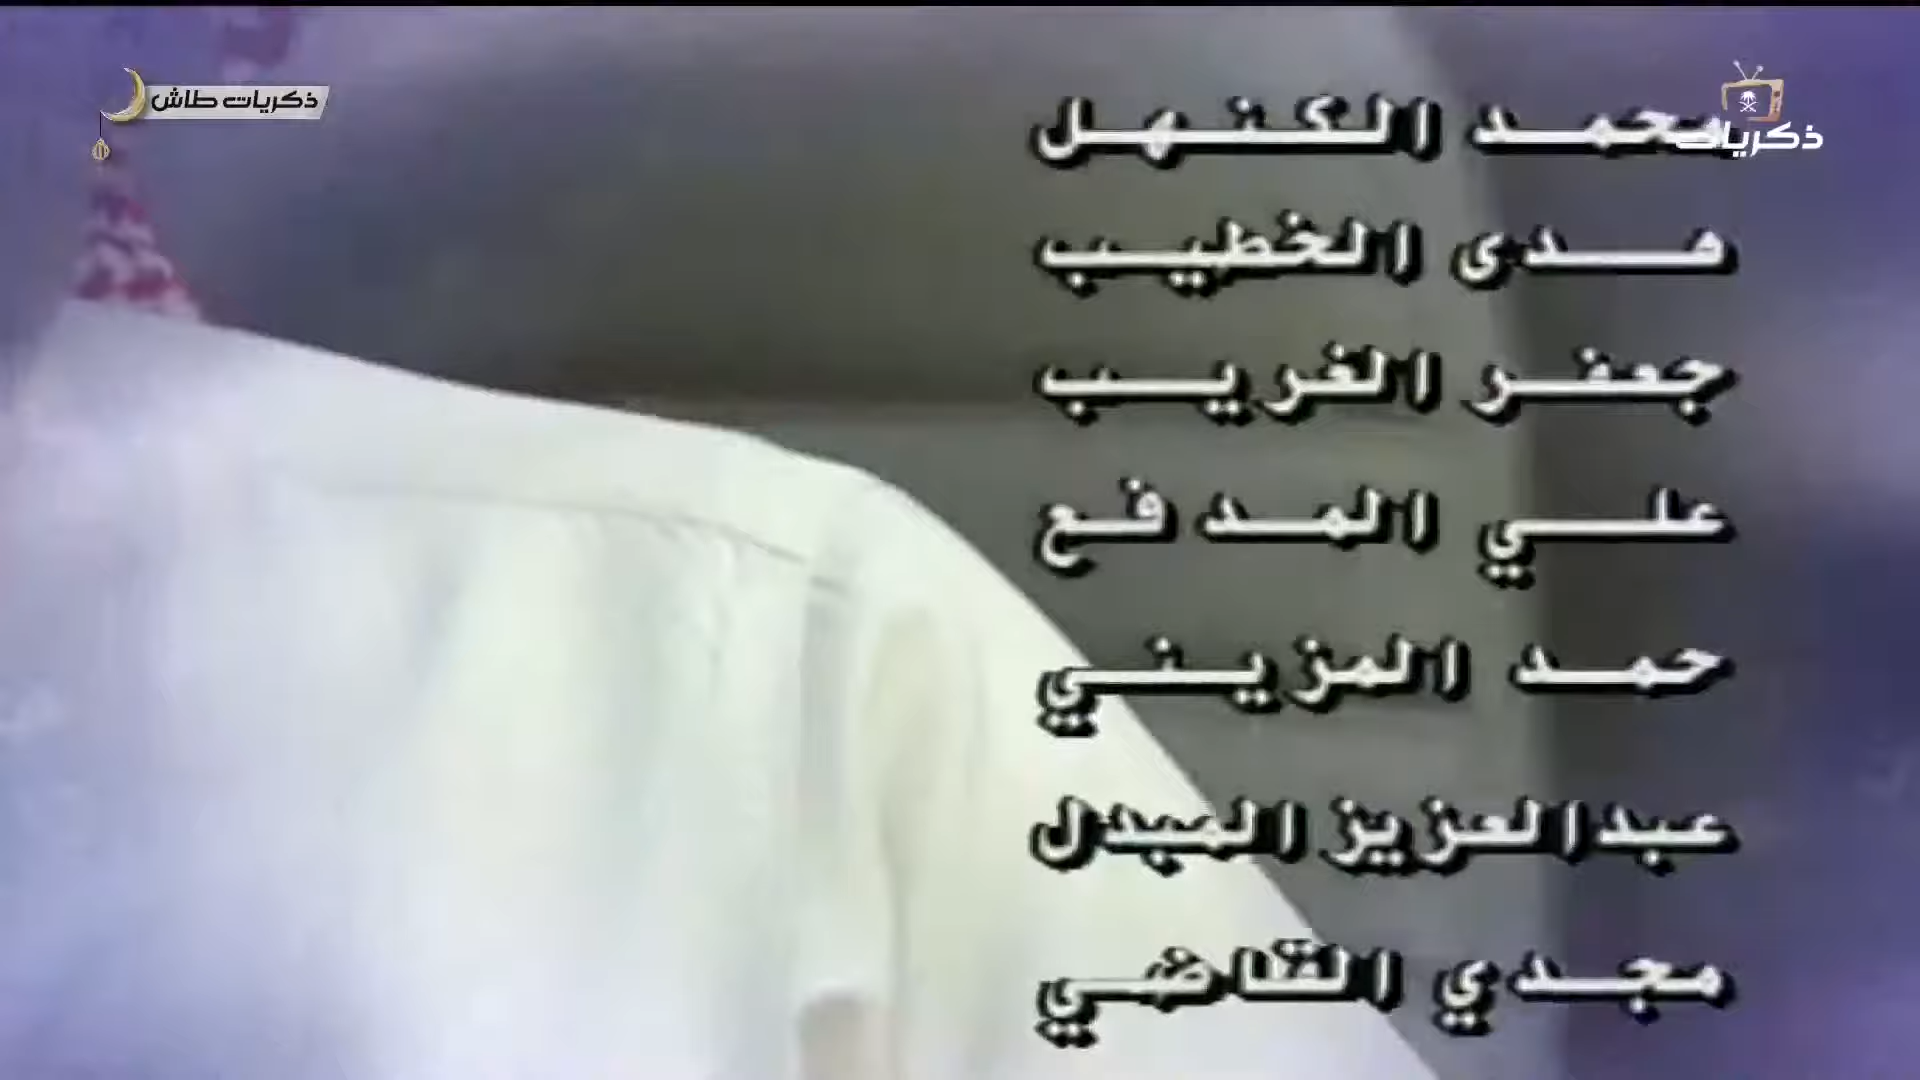 ذكريات طاش
ذكريات
محمد الكنهل
هدى الخطيب
جعفر الغريب
علي المدفع
حمد المزيني
عبدالعزيز المبدل
مجدي القاضي